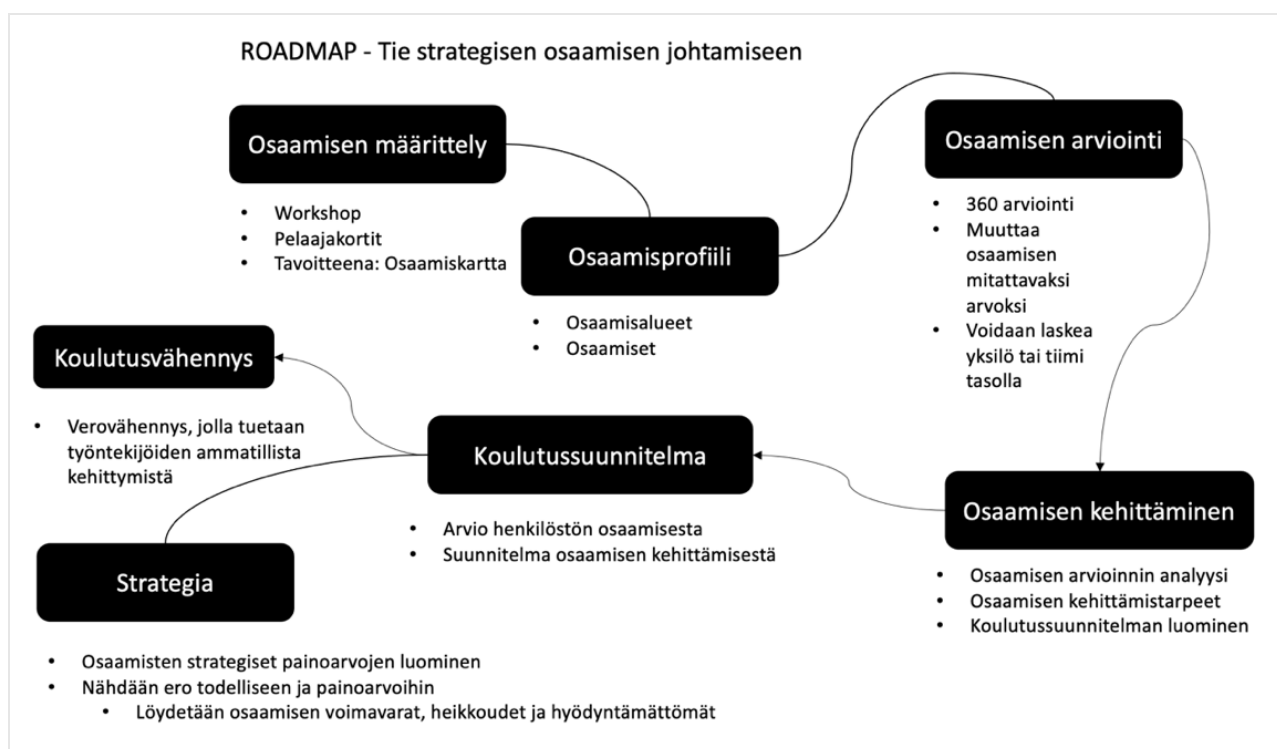 ROADMAP - Tie strategisen osaamisen johtamiseen
Osaamisen määrittely
• Workshop
• Pelaajakortit
• Tavoitteena: Osaamiskartta
Osaamisprofiili
• Osaamisalueet
• Osaamiset
Osaamisen arviointi
• 360 arviointi
• Muuttaa
osaamisen
mitattavaksi
arvoksi
• Voidaan laskea
yksilö tai tiimi
tasolla
Osaamisen kehittäminen
• Osaamisen arvioinnin analyysi
• Osaamisen kehittämistarpeet
• Koulutussuunnitelman luominen
Koulutussuunnitelma
• Arvio henkilöstön osaamisesta
• Suunnitelma osaamisen kehittämisestä
Koulutusvähennys
• Verovähennys, jolla tuetaan
työntekijöiden ammatillista
kehittymistä
Strategia
• Osaamisten strategiset painoarvojen luominen
• Nähdään ero todelliseen ja painoarvoihin
• Löydetään osaamisen voimavarat, heikkoudet ja hyödyntämättömät